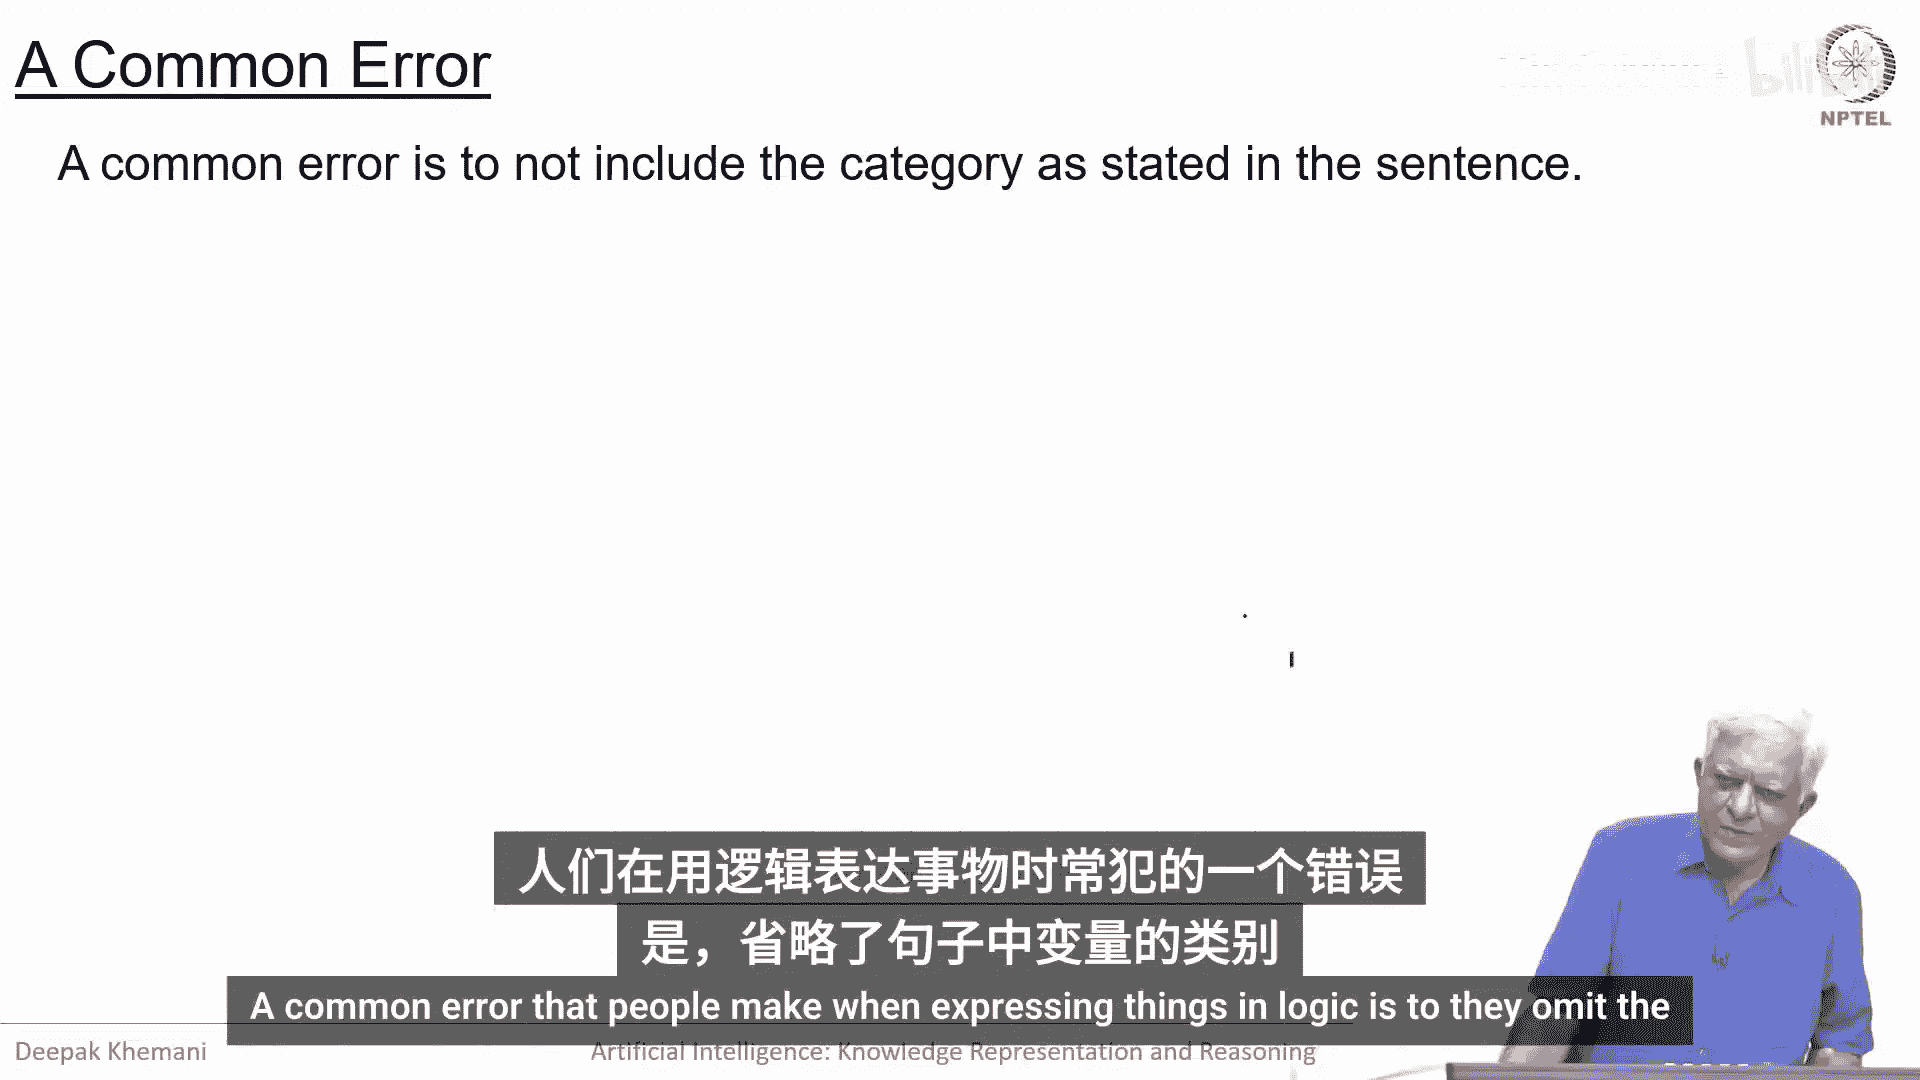 A Common Error
NPTEL
A common error is to not include the category as stated in the sentence.
人们在用逻辑表达事物时常犯的一个错误
是，省略了句子中变量的类别
A common error that people make when expressing things in logic is to they omit the
Deepak Khemani
Artificial Intelligence: Knowledge Representation and Reasoning